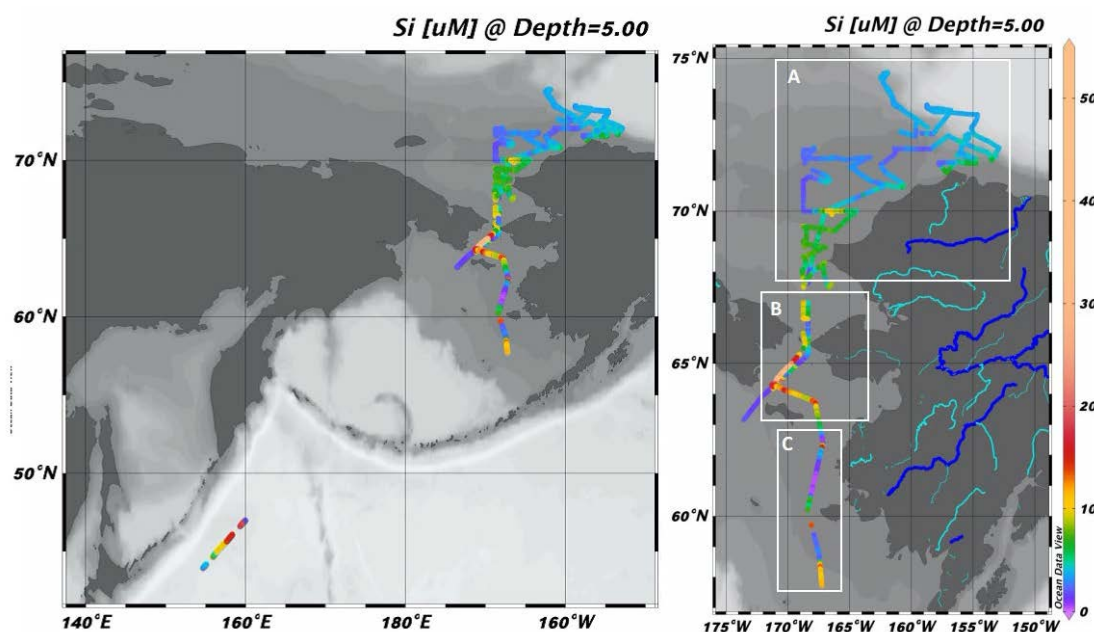 Si [uM] @ Depth=5.00
70°N
60°N
50°N
140°E
160°E
180°E
160°W
Si [uM] @ Depth=5.00
75°N
70°N
65°N
60°N
175°W
170°W
165°W
160°W
155°W
150°W
A
B
C
50
40
30
20
10
0
Ocean Data View